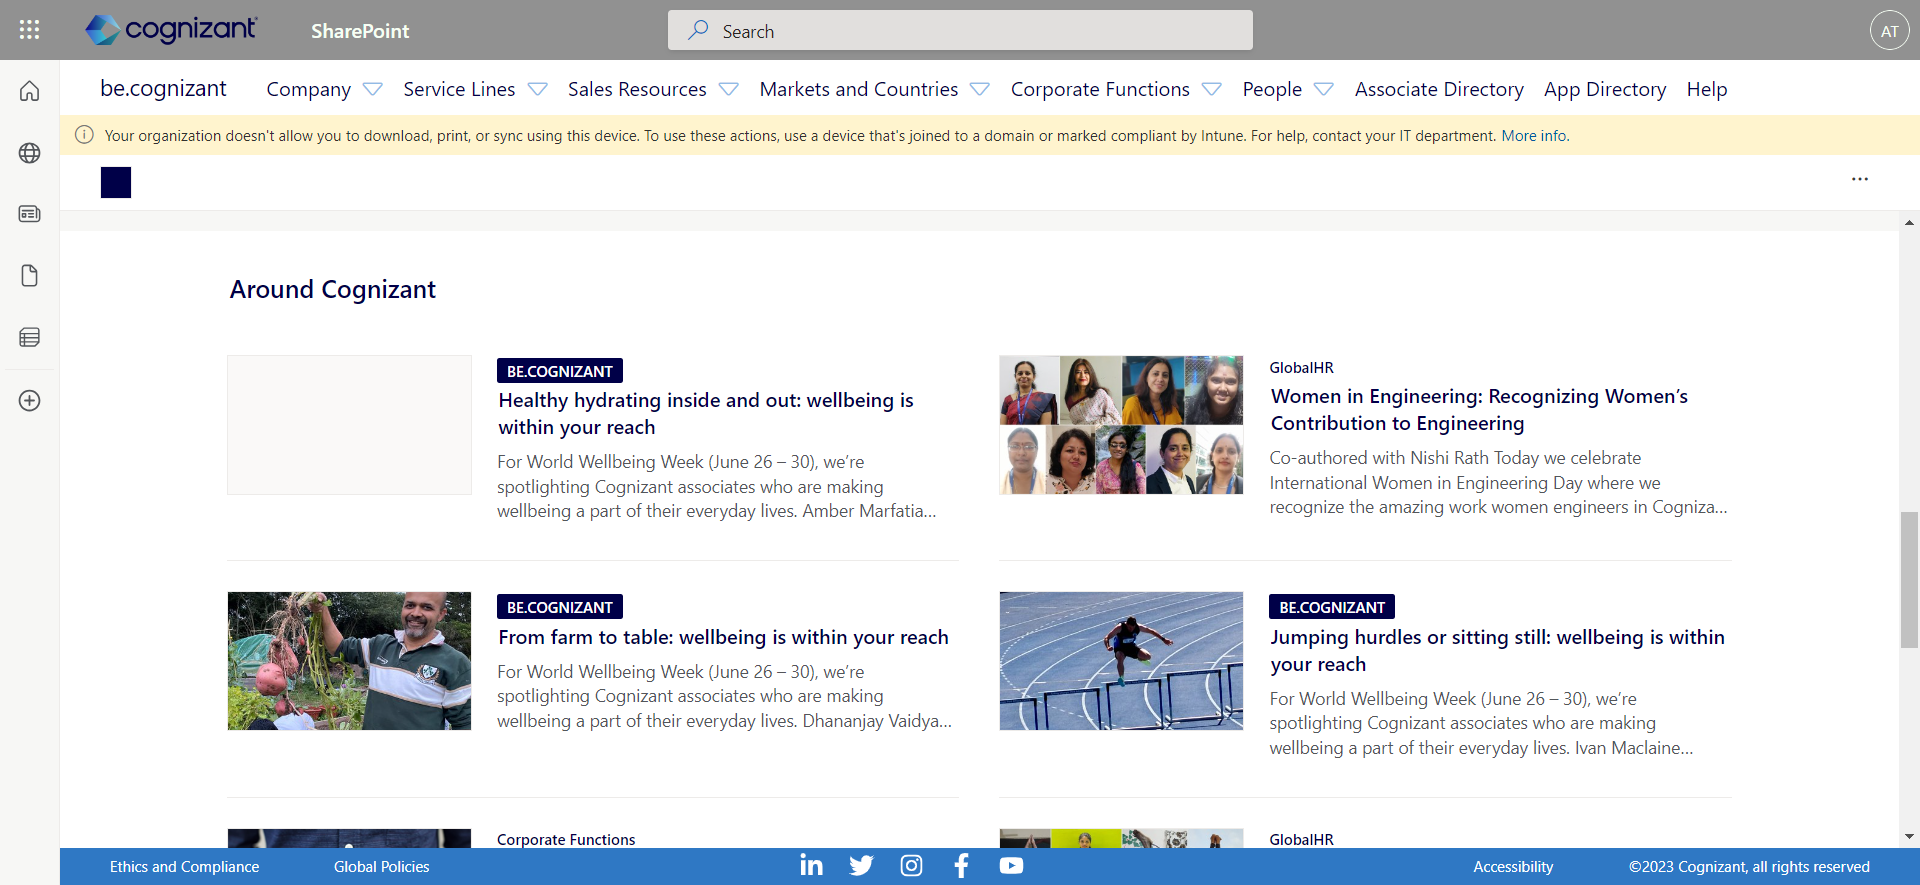 cognizant
SharePoint
Search
AT
be.cognizant
Company
Service Lines
Sales Resources
Markets and Countries
Corporate Functions
People
Associate Directory
App Directory
Help
Your organization doesn't allow you to download, print, or sync using this device. To use these actions, use a device that's joined to a domain or marked compliant by Intune. For help, contact your IT department. More info.
...
Around Cognizant
BE.COGNIZANT
Healthy hydrating inside and out: wellbeing is
within your reach
For World Wellbeing Week (June 26 – 30), we’re
spotlighting Cognizant associates who are making
wellbeing a part of their everyday lives. Amber Marfatia...
GlobalHR
Women in Engineering: Recognizing Women’s
Contribution to Engineering
Co-authored with Nishi Rath Today we celebrate
International Women in Engineering Day where we
recognize the amazing work women engineers in Cogniza...
BE.COGNIZANT
From farm to table: wellbeing is within your reach
For World Wellbeing Week (June 26 – 30), we’re
spotlighting Cognizant associates who are making
wellbeing a part of their everyday lives. Dhananjay Vaidya...
BE.COGNIZANT
Jumping hurdles or sitting still: wellbeing is within
your reach
For World Wellbeing Week (June 26 – 30), we’re
spotlighting Cognizant associates who are making
wellbeing a part of their everyday lives. Ivan Maclaine...
Corporate Functions
GlobalHR
Ethics and Compliance
Global Policies
Accessibility
©2023 Cognizant, all rights reserved